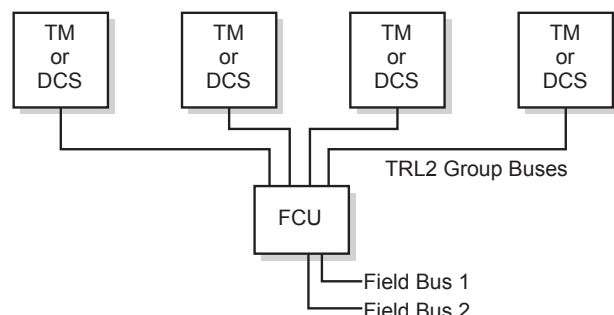 TM
or
DCS
TM
or
DCS
TM
or
DCS
TM
or
DCS
TRL2 Group Buses
FCU
Field Bus 1
Field Bus 2